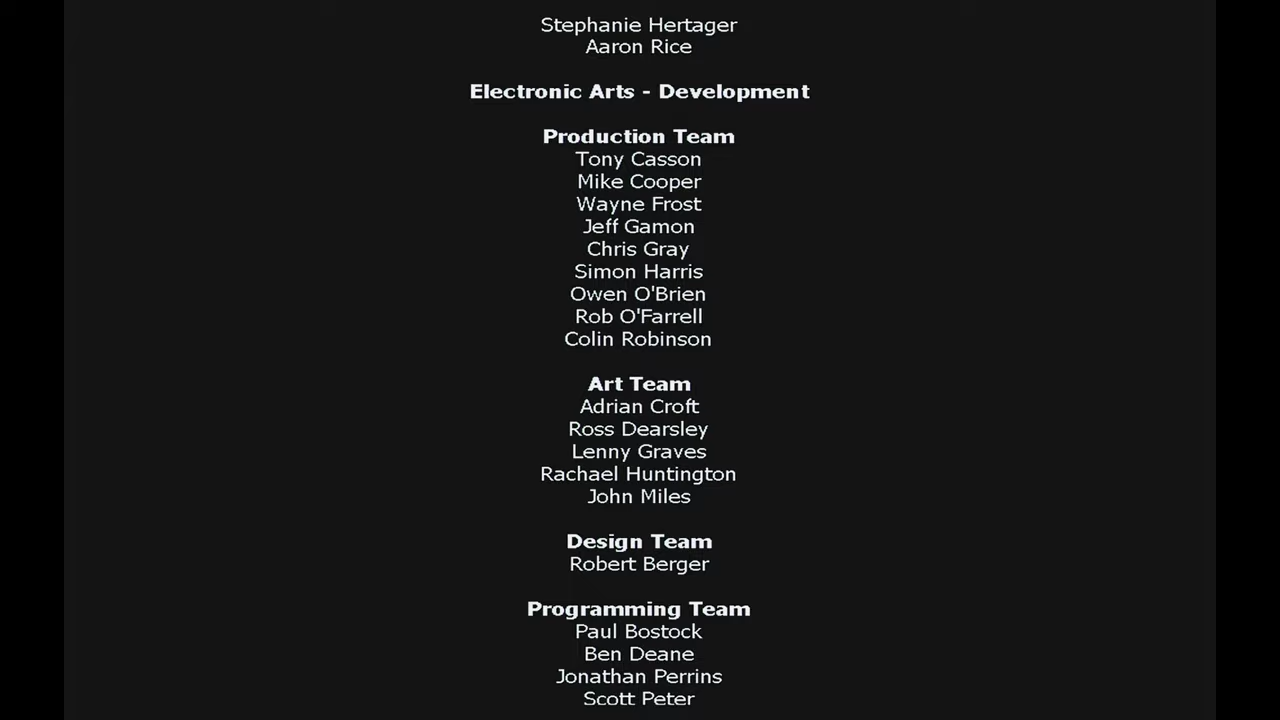 Stephanie Hertager
Aaron Rice
Electronic Arts - Development
Production Team
Tony Casson
Mike Cooper
Wayne Frost
Jeff Gamon
Chris Gray
Simon Harris
Owen O'Brien
Rob O'Farrell
Colin Robinson
Art Team
Adrian Croft
Ross Dearsley
Lenny Graves
Rachael Huntington
John Miles
Design Team
Robert Berger
Programming Team
Paul Bostock
Ben Deane
Jonathan Perrins
Scott Peter